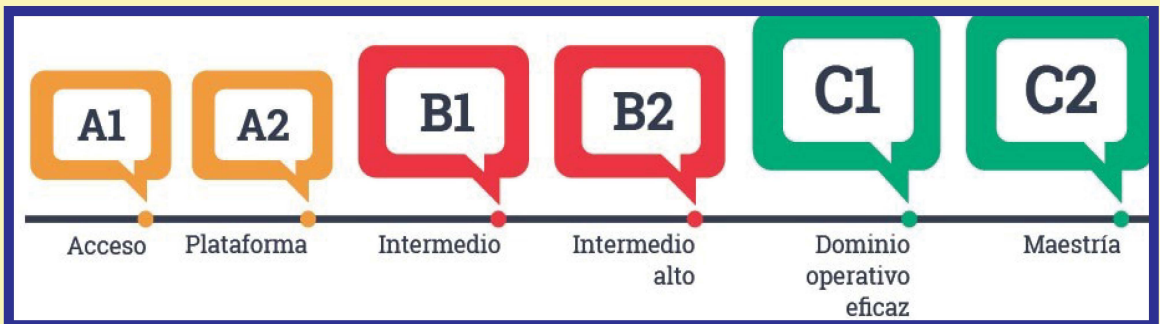 A1
A2
B1
B2
C1
C2
Acceso
Plataforma
Intermedio
Intermedio
alto
Dominio
operativo
eficaz
Maestría